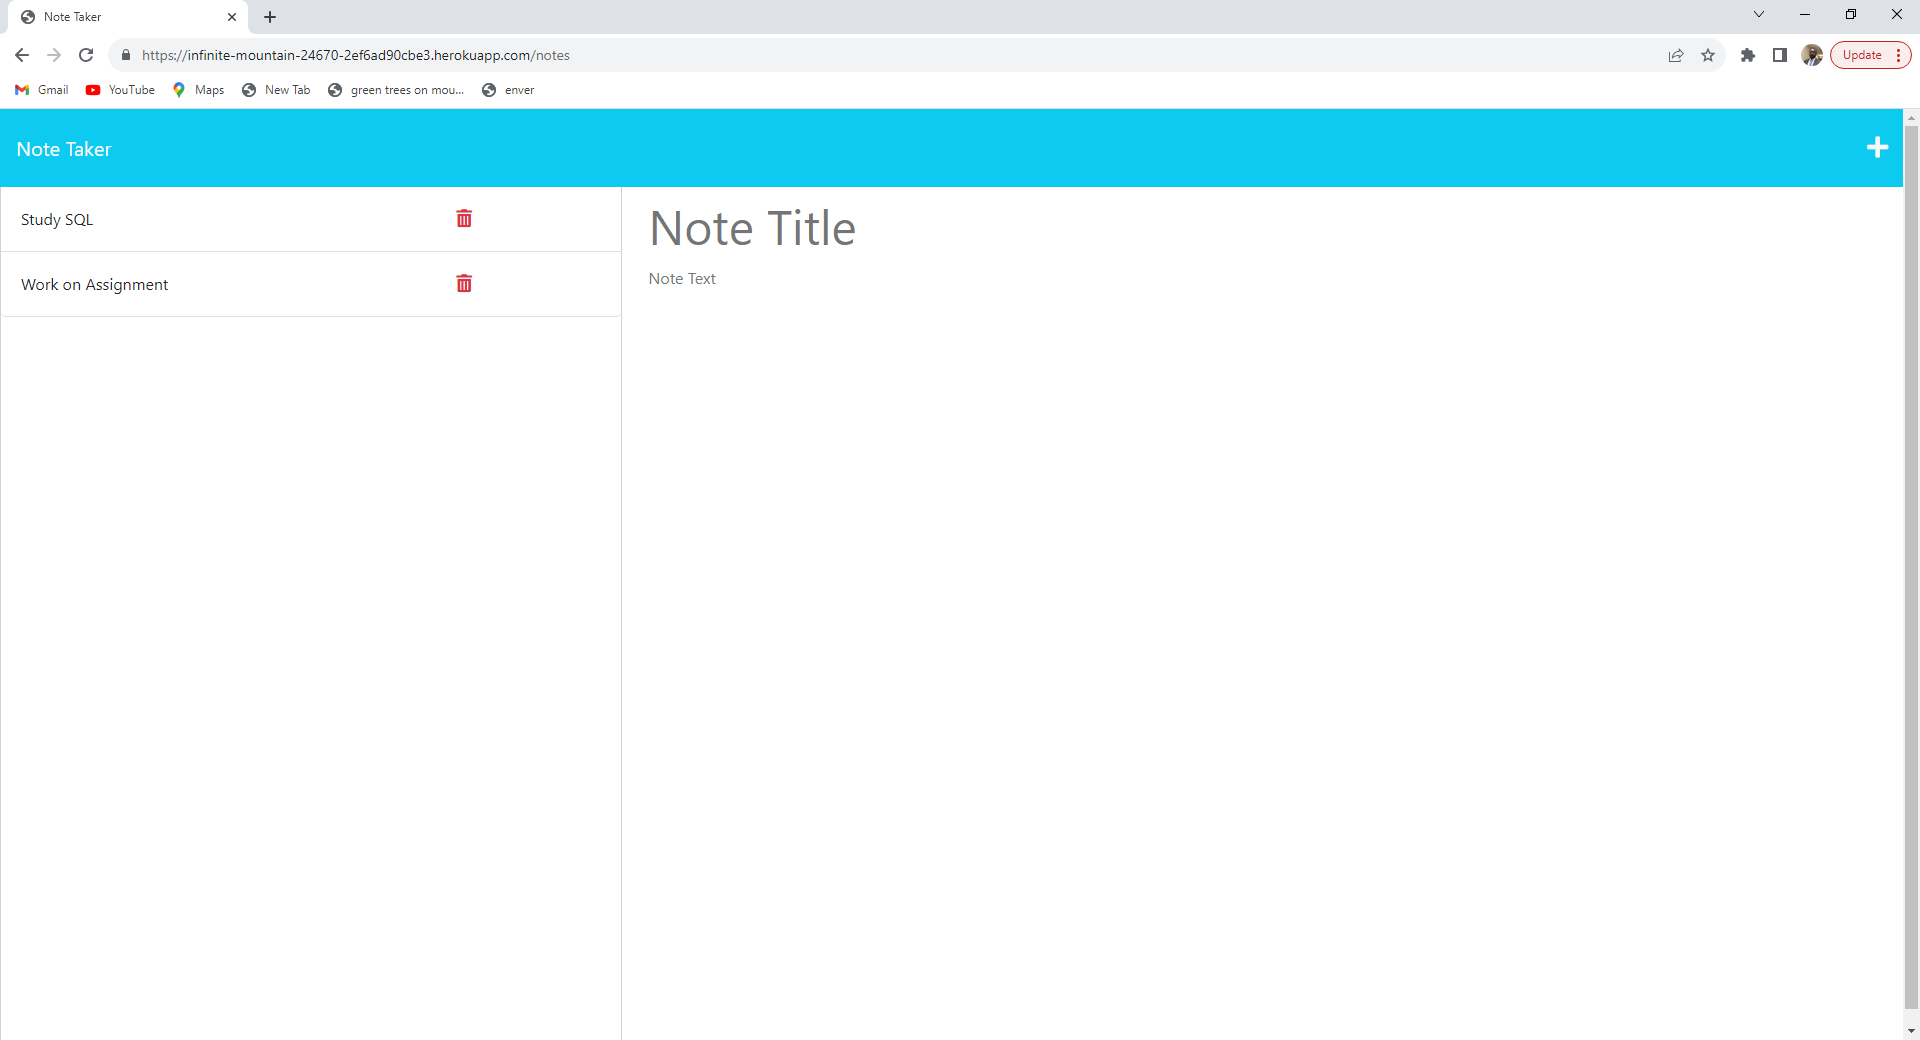 Note Taker
https://infinite-mountain-24670-2ef6ad90cbe3.herokuapp.com/notes
Update
Gmail YouTube Maps New Tab green trees on mou... enver
Note Taker
Study SQL
Work on Assignment
Note Title
Note Text